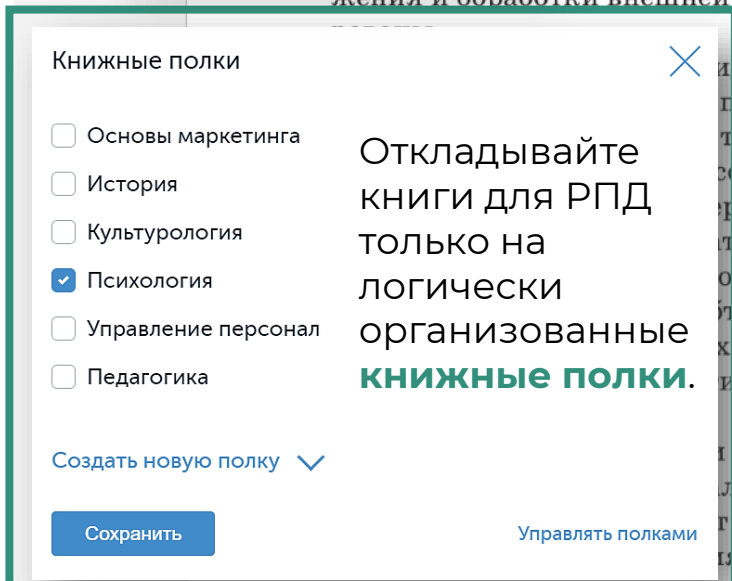 Книжные полки
Основы маркетинга
История
Культурология
Психология
Управление персонал
Педагогика
Откладывайте
книги для РПД
только на
логически
организованные
книжные полки.
Создать новую полку
Сохранить
Управлять полками